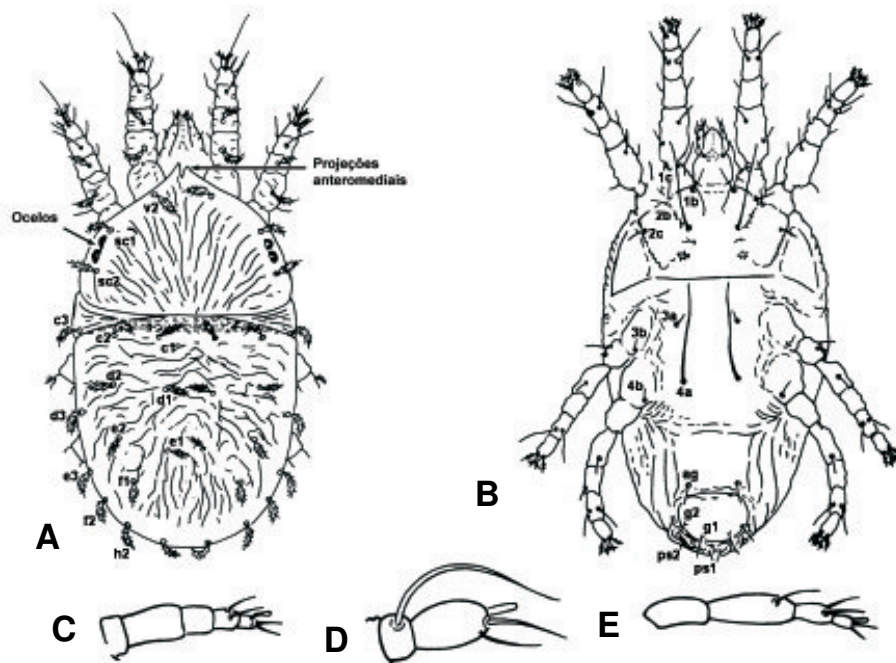 Projeções
anteromediais
Ocelos
v2
sc1
sc2
c3
c2
c1
d2
d1
d3
e2
e1
e3
f1
f2
h2
A
1c
1b
2b
2c
3a
3b
4a
4b
ag
g2
g1
ps2
ps1
B
C
D
E